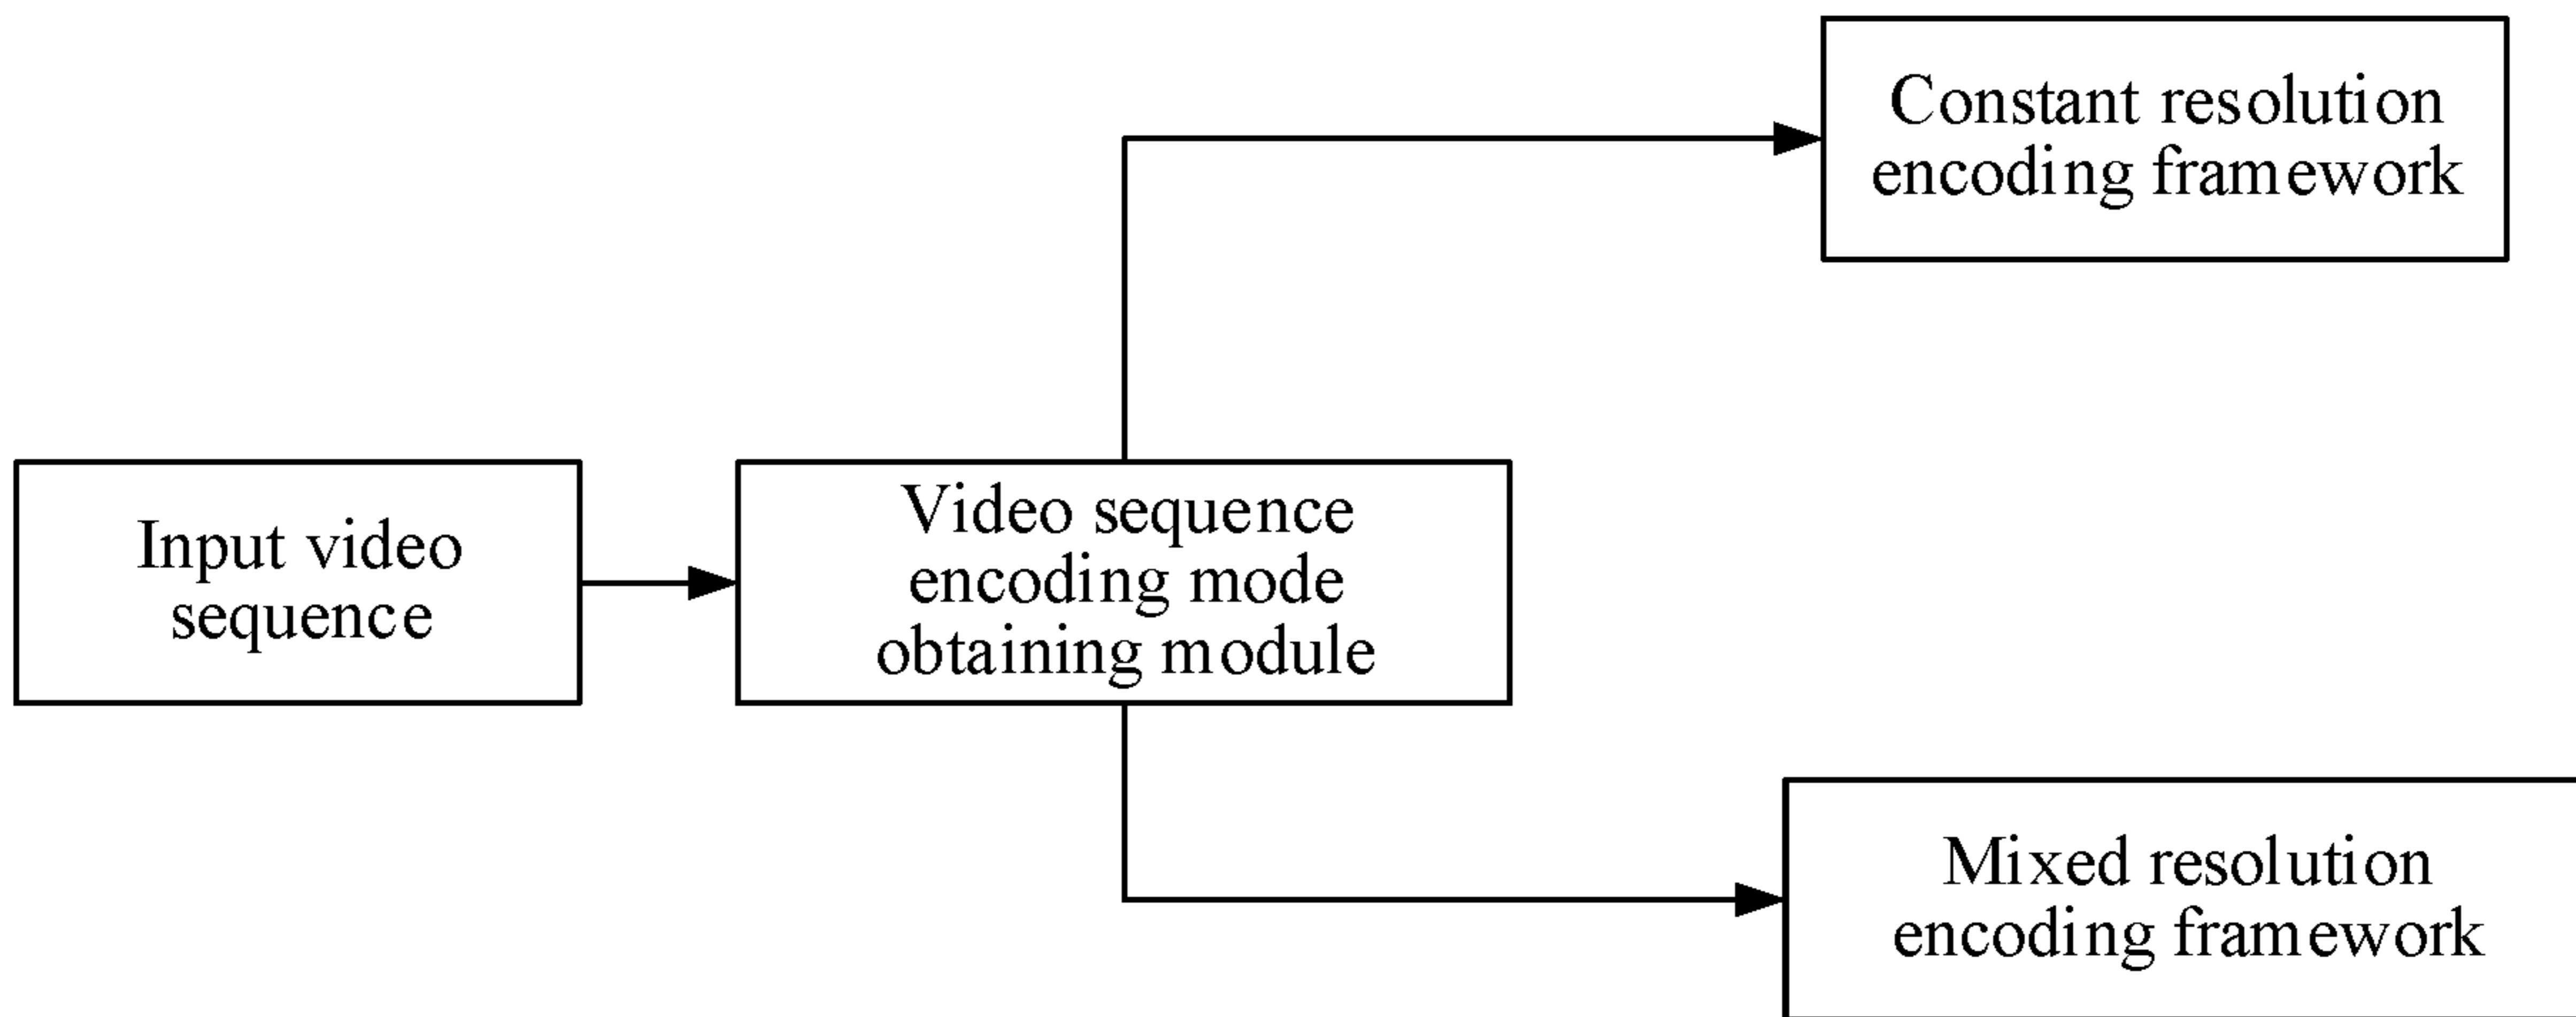 Constant resolution
encoding framework
Input video
sequence
Video sequence
encoding mode
obtaining module
Mixed resolution
encoding framework